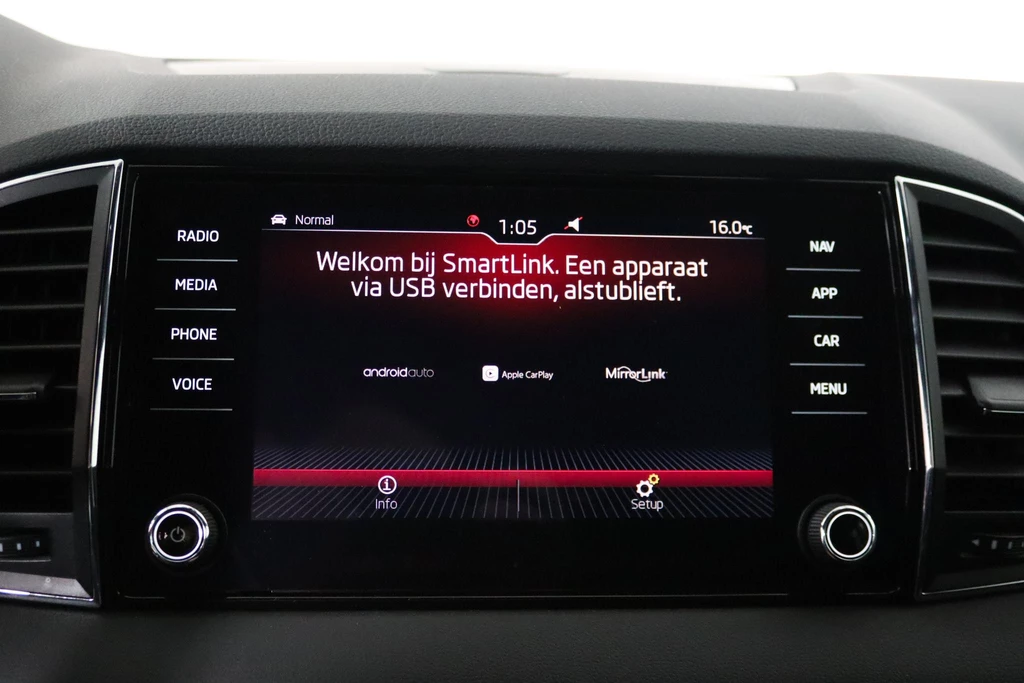 Normal
1:05
16.0°C
RADIO
MEDIA
PHONE
VOICE
Welkom bij SmartLink. Een apparaat
via USB verbinden, alstublieft.
androidauto
Apple CarPlay
MirrorLink
Info
Setup
NAV
APP
CAR
MENU